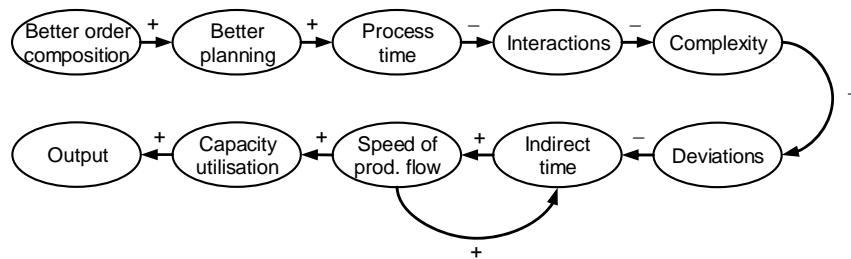 Better order
composition
+
Better
planning
+
Process
time
–
Interactions
–
Complexity
Deviations
–
Indirect
time
+
Speed of
prod. flow
+
Capacity
utilisation
+
Output
+